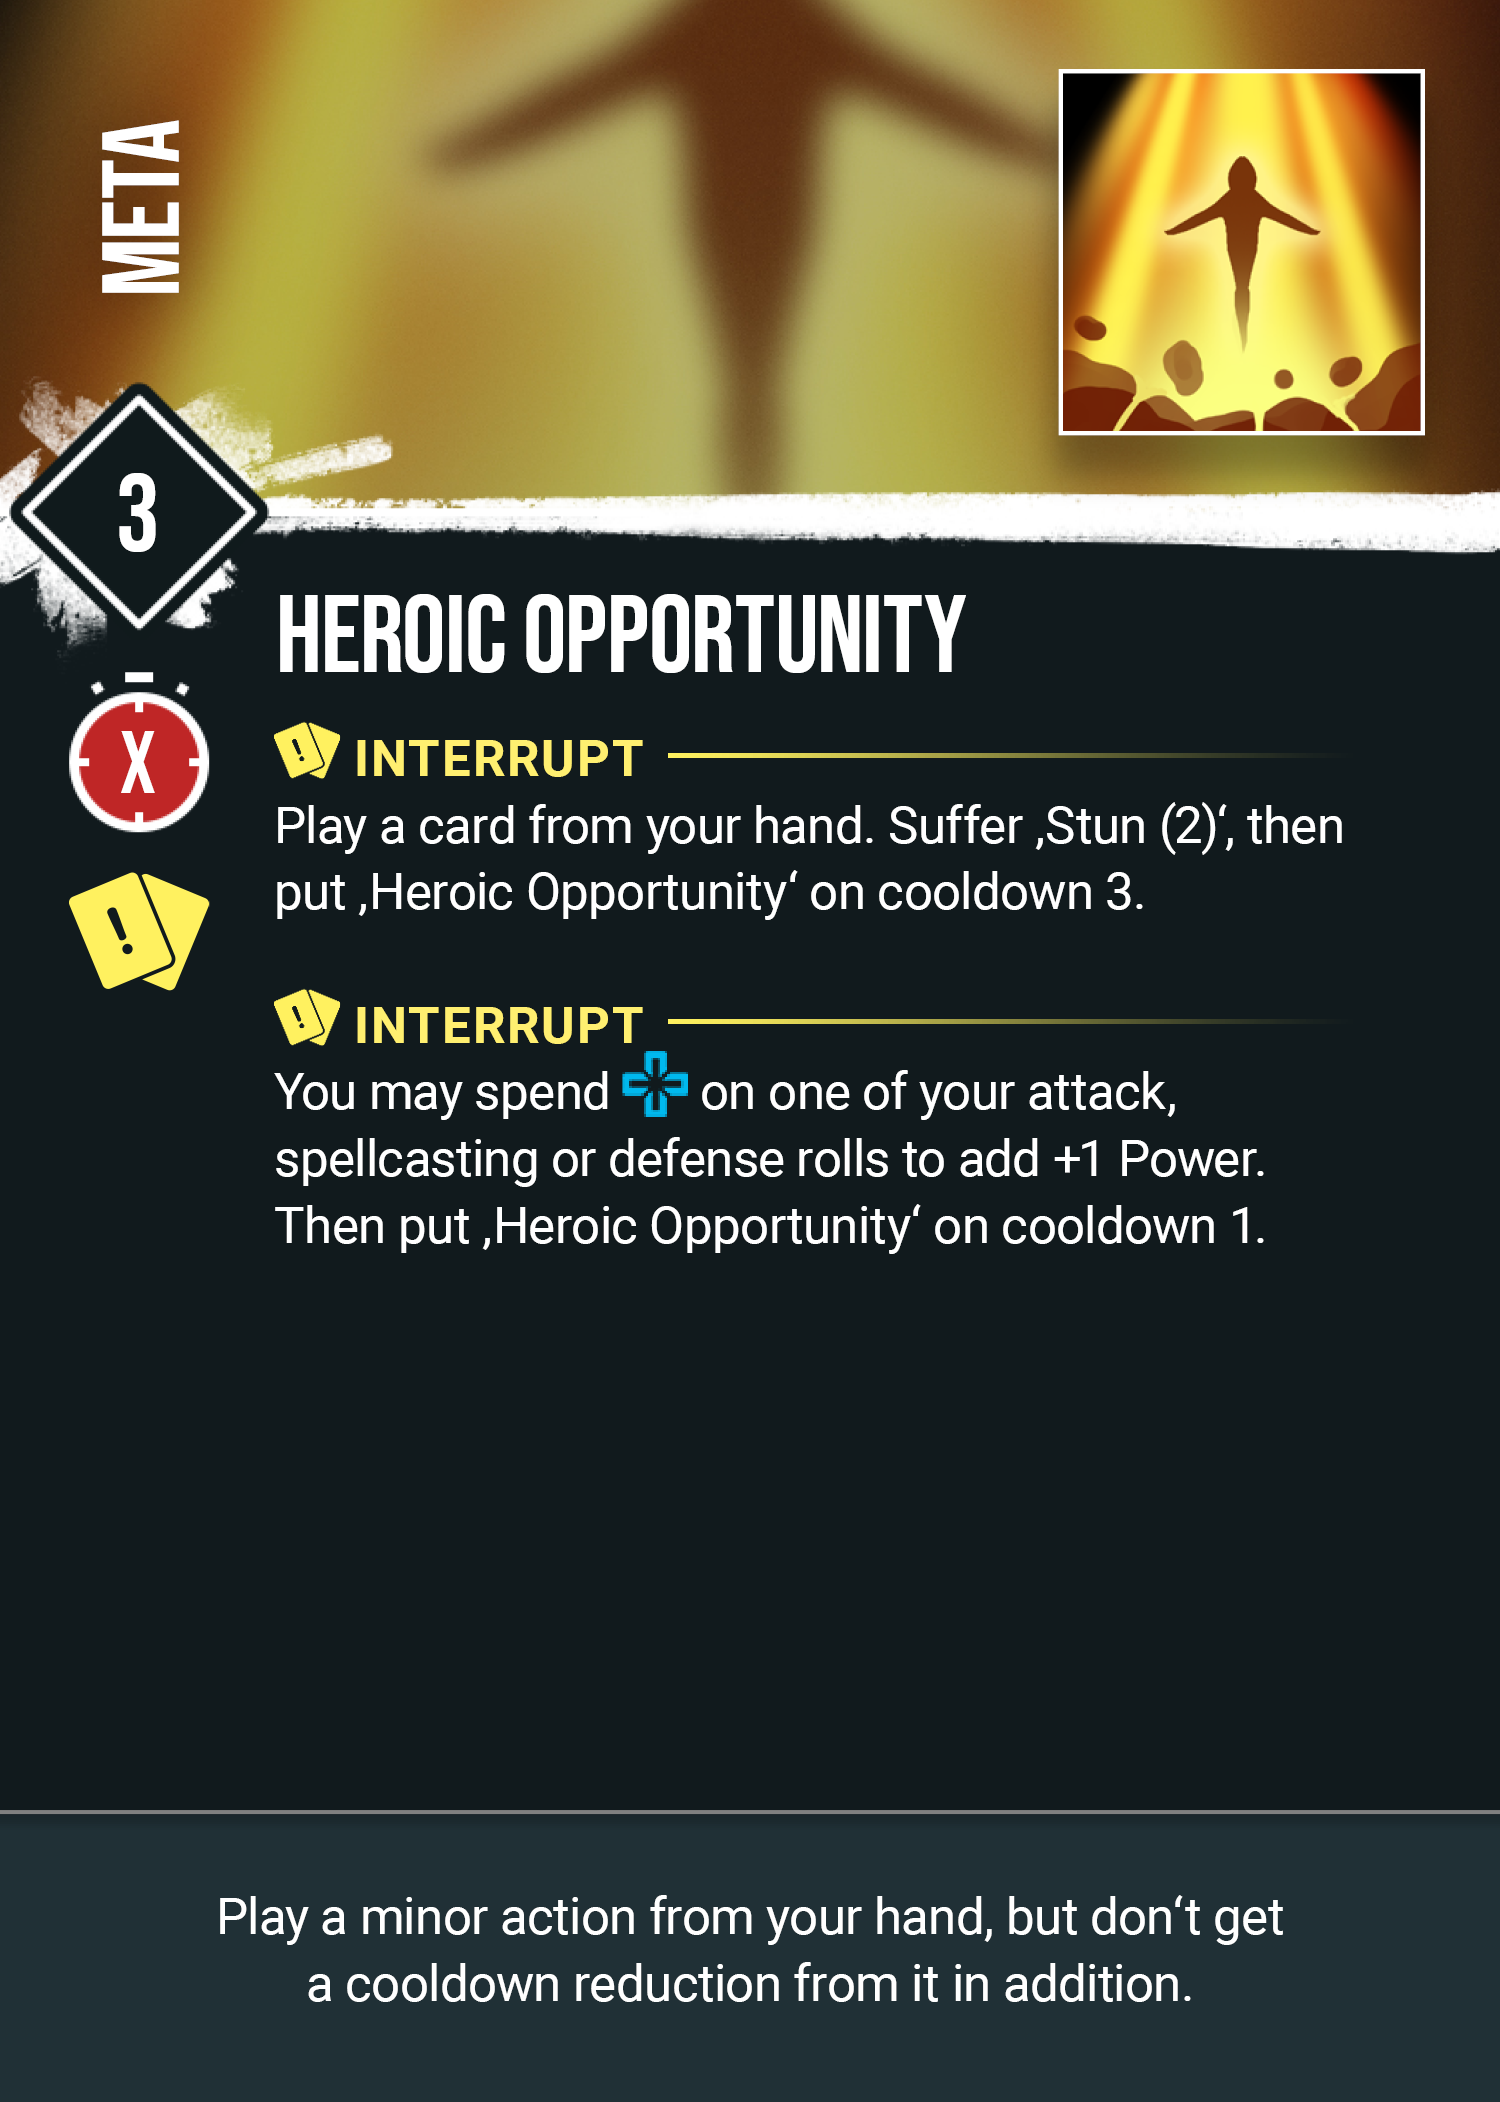 META
3
HEROIC OPPORTUNITY
X
INTERRUPT
Play a card from your hand. Suffer ‚Stun (2)‘, then
put ‚Heroic Opportunity‘ on cooldown 3.
INTERRUPT
You may spend on one of your attack,
spellcasting or defense rolls to add +1 Power.
Then put ‚Heroic Opportunity‘ on cooldown 1.
Play a minor action from your hand, but don‘t get
a cooldown reduction from it in addition.